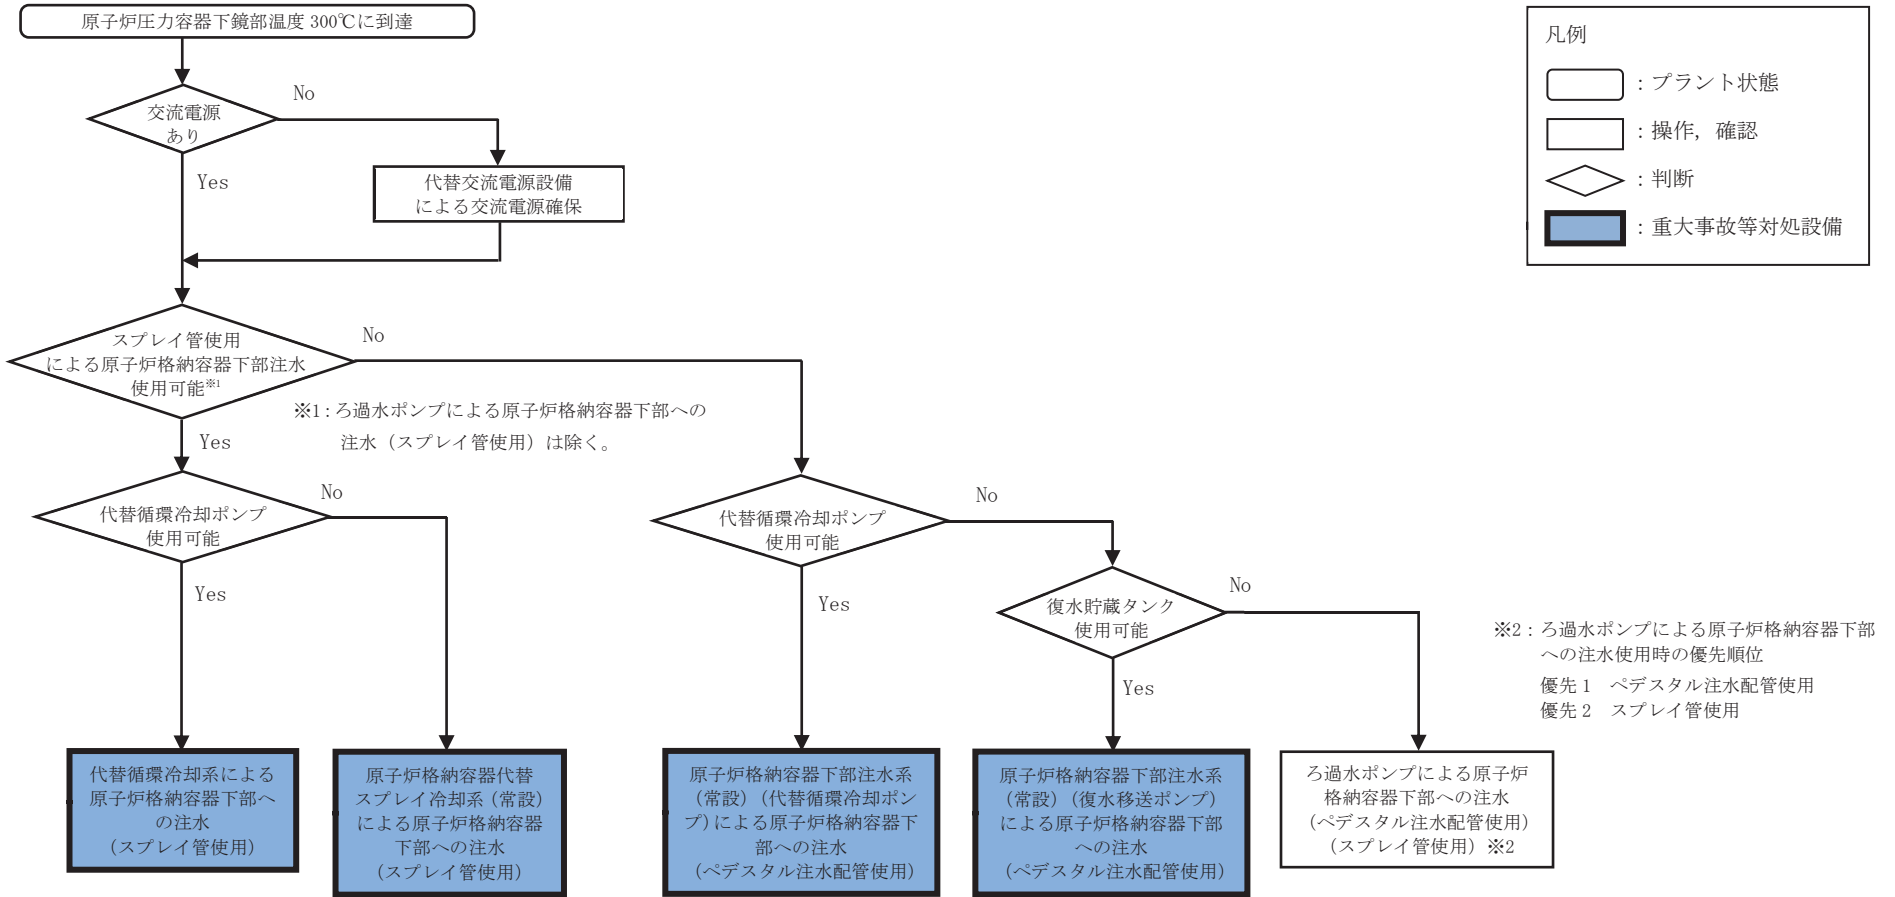 原子炉圧力容器下鏡部温度 300℃に到達
交流電源
あり
No
Yes
代替交流電源設備
による交流電源確保
スプレイ管使用
による原子炉格納容器下部注水
使用可能※1
No
Yes
※1:ろ過水ポンプによる原子炉格納容器下部への
注水（スプレイ管使用）は除く。
代替循環冷却ポンプ
使用可能
No
Yes
代替循環冷却ポンプ
使用可能
No
Yes
復水貯蔵タンク
使用可能
No
Yes
※2：ろ過水ポンプによる原子炉格納容器下部
への注水使用時の優先順位
優先 1　ペデスタル注水配管使用
優先 2　スプレイ管使用
代替循環冷却系による
原子炉格納容器下部へ
の注水
（スプレイ管使用）
原子炉格納容器代替
スプレイ冷却系（常設）
による原子炉格納容器
下部への注水
（スプレイ管使用）
原子炉格納容器下部注水系
（常設）（代替循環冷却ポン
プ）による原子炉格納容器下
部への注水
（ペデスタル注水配管使用）
原子炉格納容器下部注水系
（常設）（復水移送ポンプ）
による原子炉格納容器下部
への注水
（ペデスタル注水配管使用）
ろ過水ポンプによる原子炉
格納容器下部への注水
（ペデスタル注水配管使用）
（スプレイ管使用）※2
凡例
：プラント状態
：操作，確認
：判断
：重大事故等対処設備